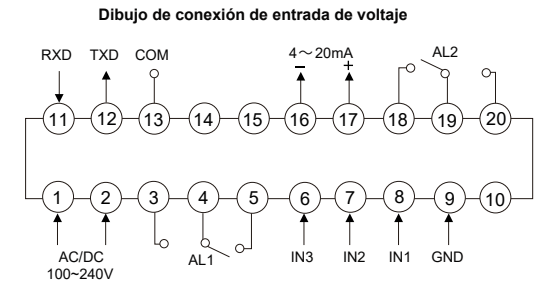 Dibujo de conexión de entrada de voltaje
RXD TXD COM 4～20mA AL2
− +
11 12 13 14 15 16 17 18 19 20
1 2 3 4 5 6 7 8 9 10
AC/DC AL1 IN3 IN2 IN1 GND
100~240V